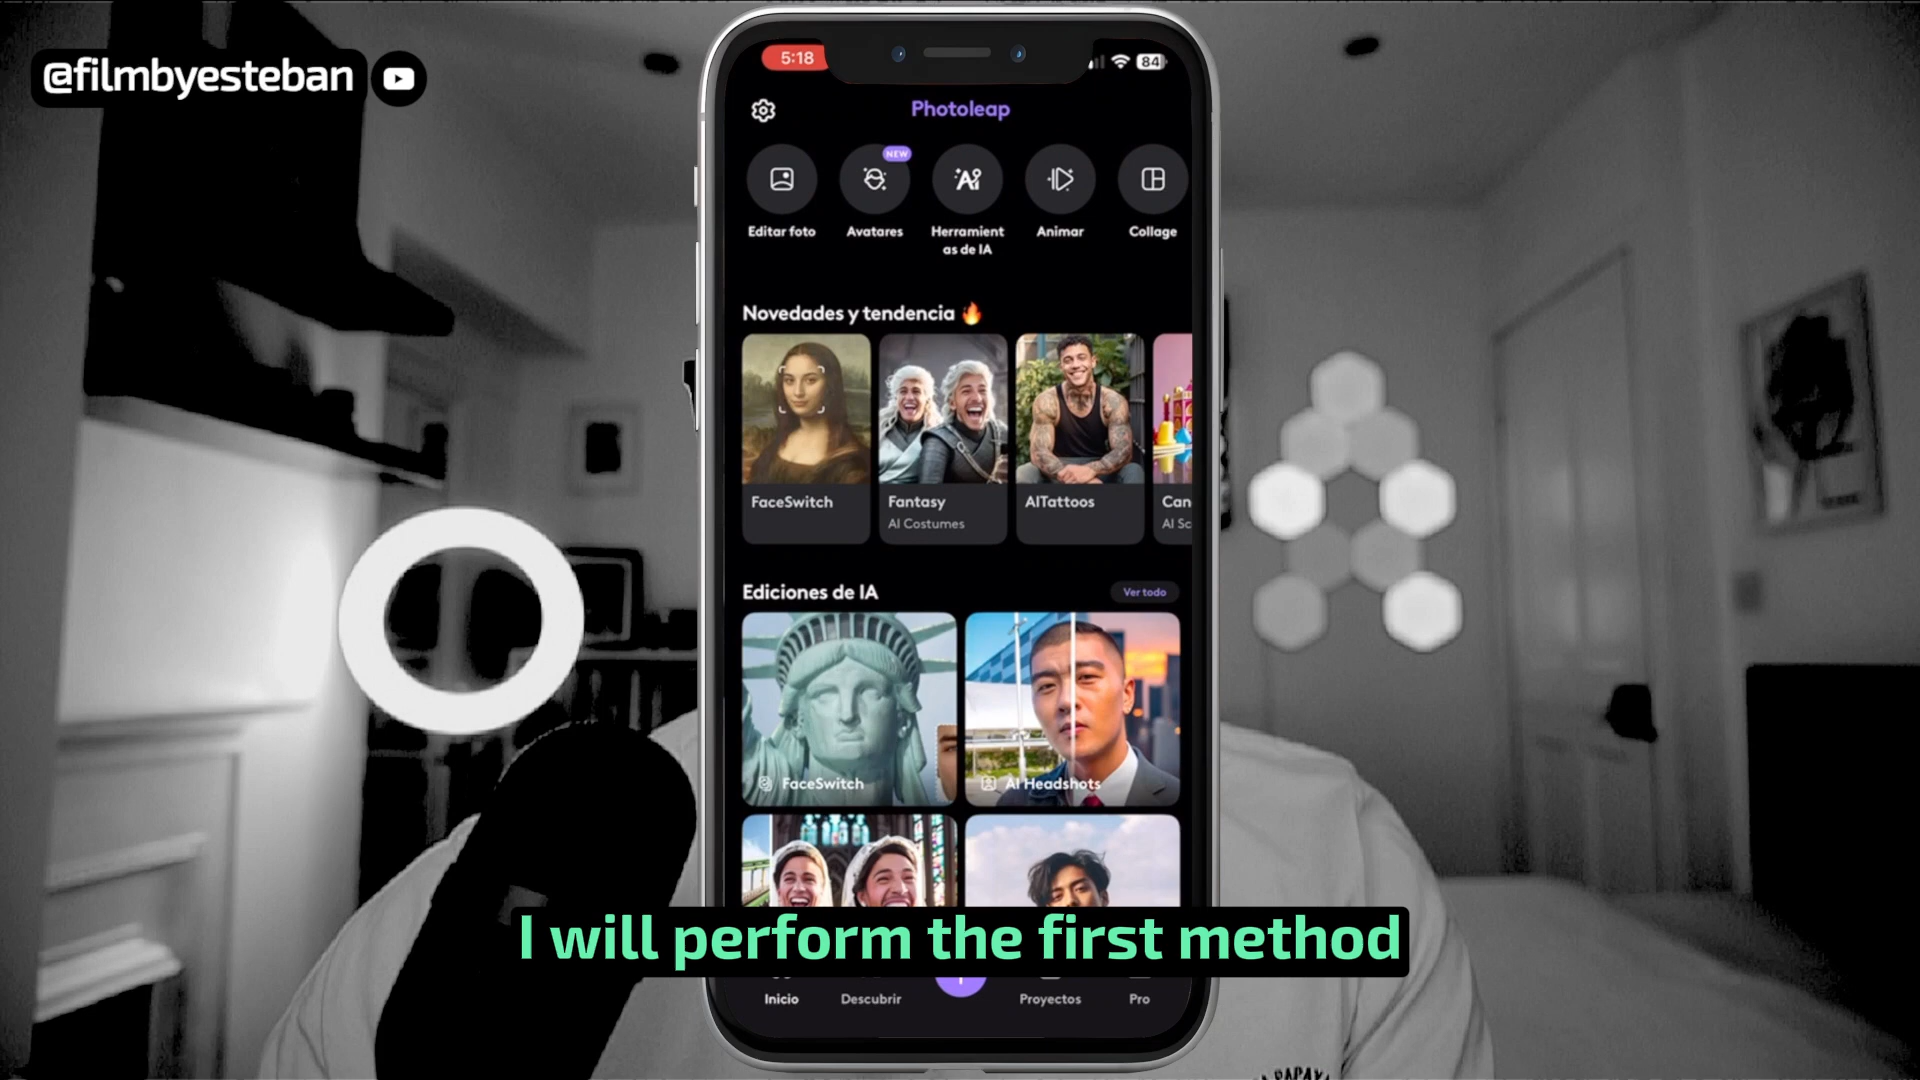 @filmbyesteban
5:18
84
Photoleap
NEW
Editar foto
Avatares
Herramient
as de IA
Animar
Collage
Novedades y tendencia
FaceSwitch
Fantasy
AI Costumes
AITattoos
Can
AI Sc
Ediciones de IA
Ver todo
FaceSwitch
AI Headshots
I will perform the first method
Inicio
Descubrir
Proyectos
Pro
PAPAYA